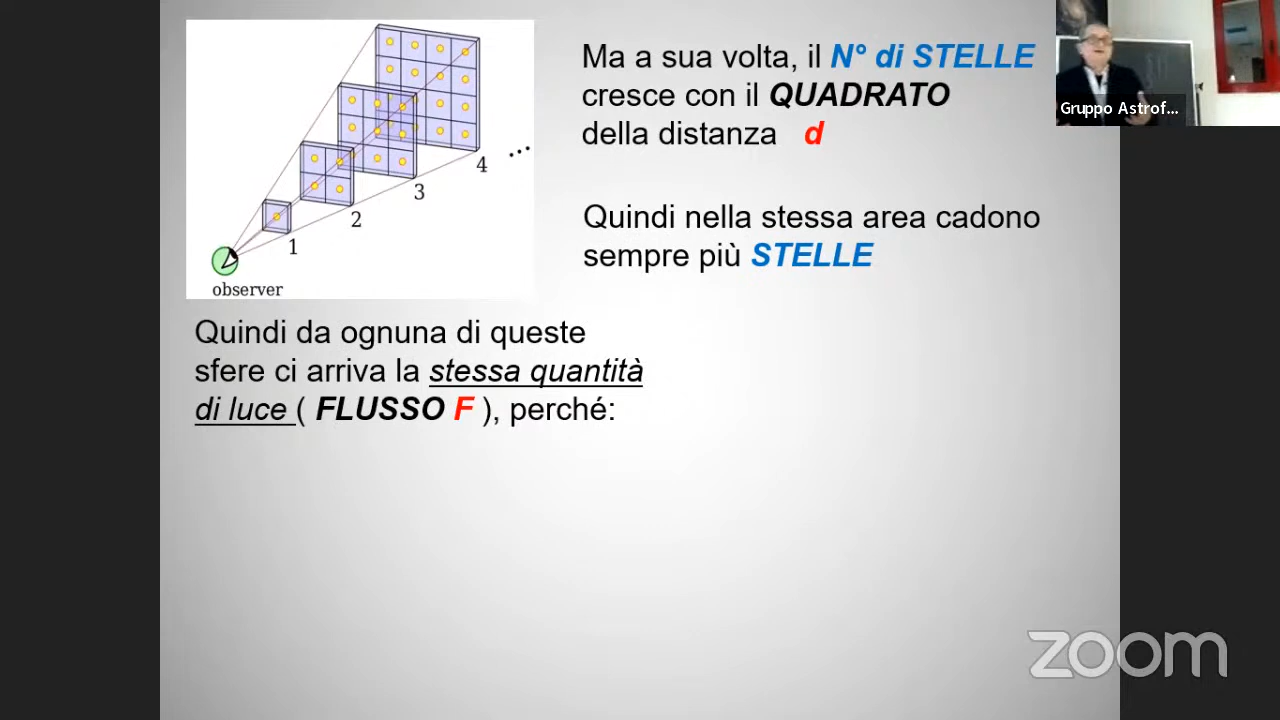 Ma a sua volta, il N° di STELLE
cresce con il QUADRATO
della distanza d
Gruppo Astrof...
4
...
3
2
1
observer
Quindi nella stessa area cadono
sempre più STELLE
Quindi da ognuna di queste
sfere ci arriva la stessa quantità
di luce ( FLUSSO F ), perché:
zoom